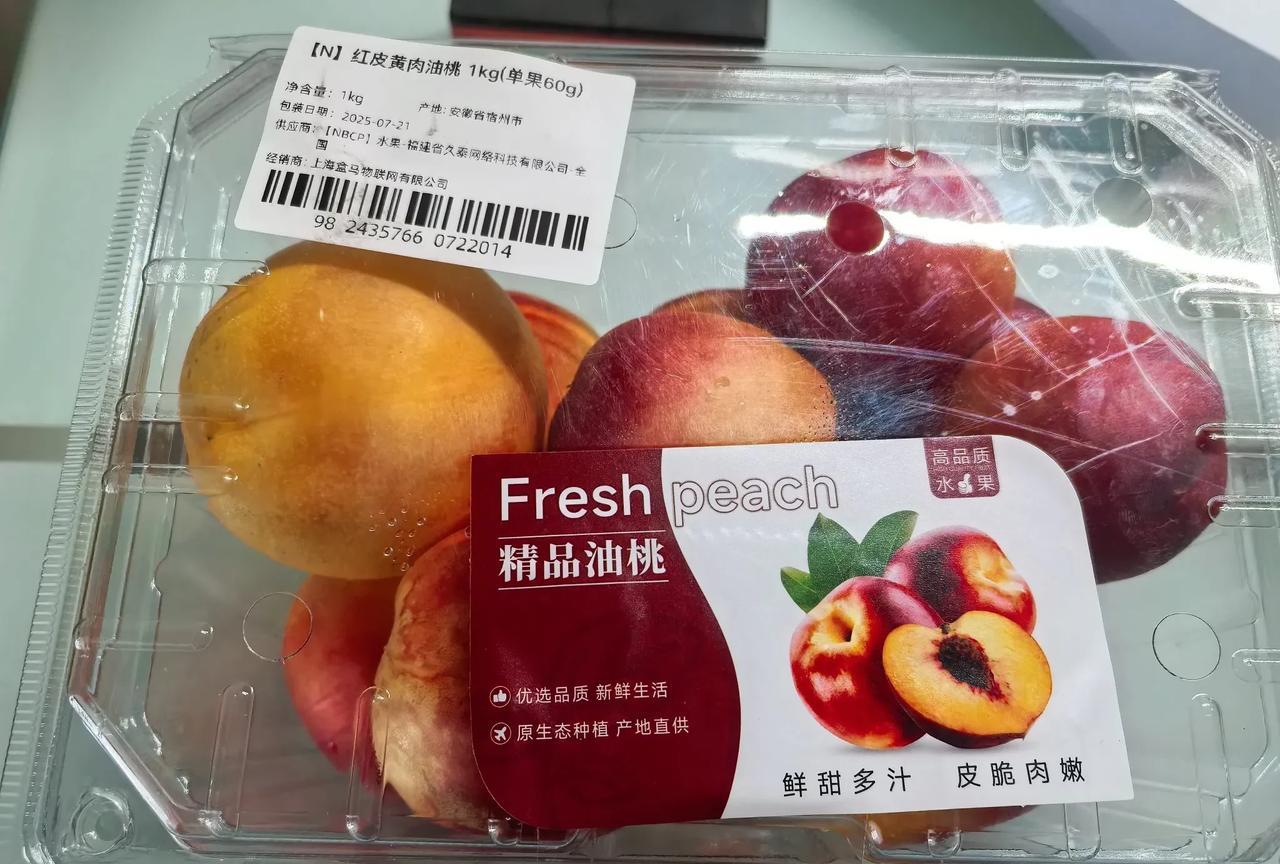 【N】红皮黄肉油桃 1kg(单果60g)
净含量：1kg 产地：安徽省宿州市
包装日期：2025-07-21
供应商：【NBCP】水果-福建省久泰网络科技有限公司-全
国
经销商：上海盒马物联网有限公司
98 2435766 0722014
Fresh peach
高品质
水果
精品油桃
优选品质 新鲜生活
原生态种植 产地直供
鲜甜多汁 皮脆肉嫩